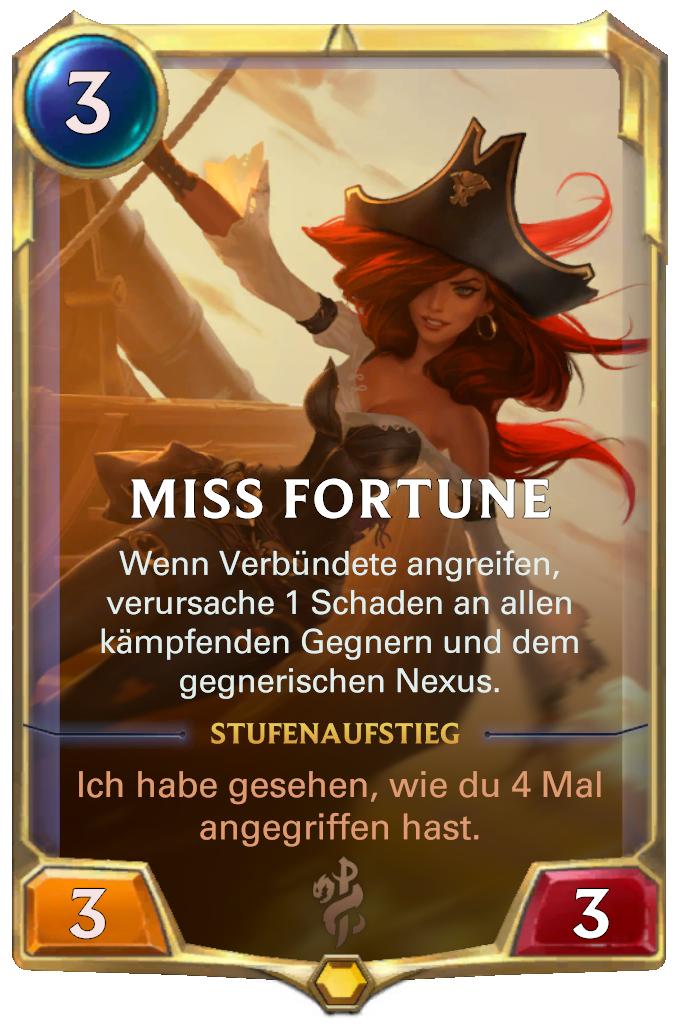 3
MISS FORTUNE
Wenn Verbündete angreifen,
verursache 1 Schaden an allen
kämpfenden Gegnern und dem
gegnerischen Nexus.
STUFENAUFSTIEG
Ich habe gesehen, wie du 4 Mal
angegriffen hast.
3 3